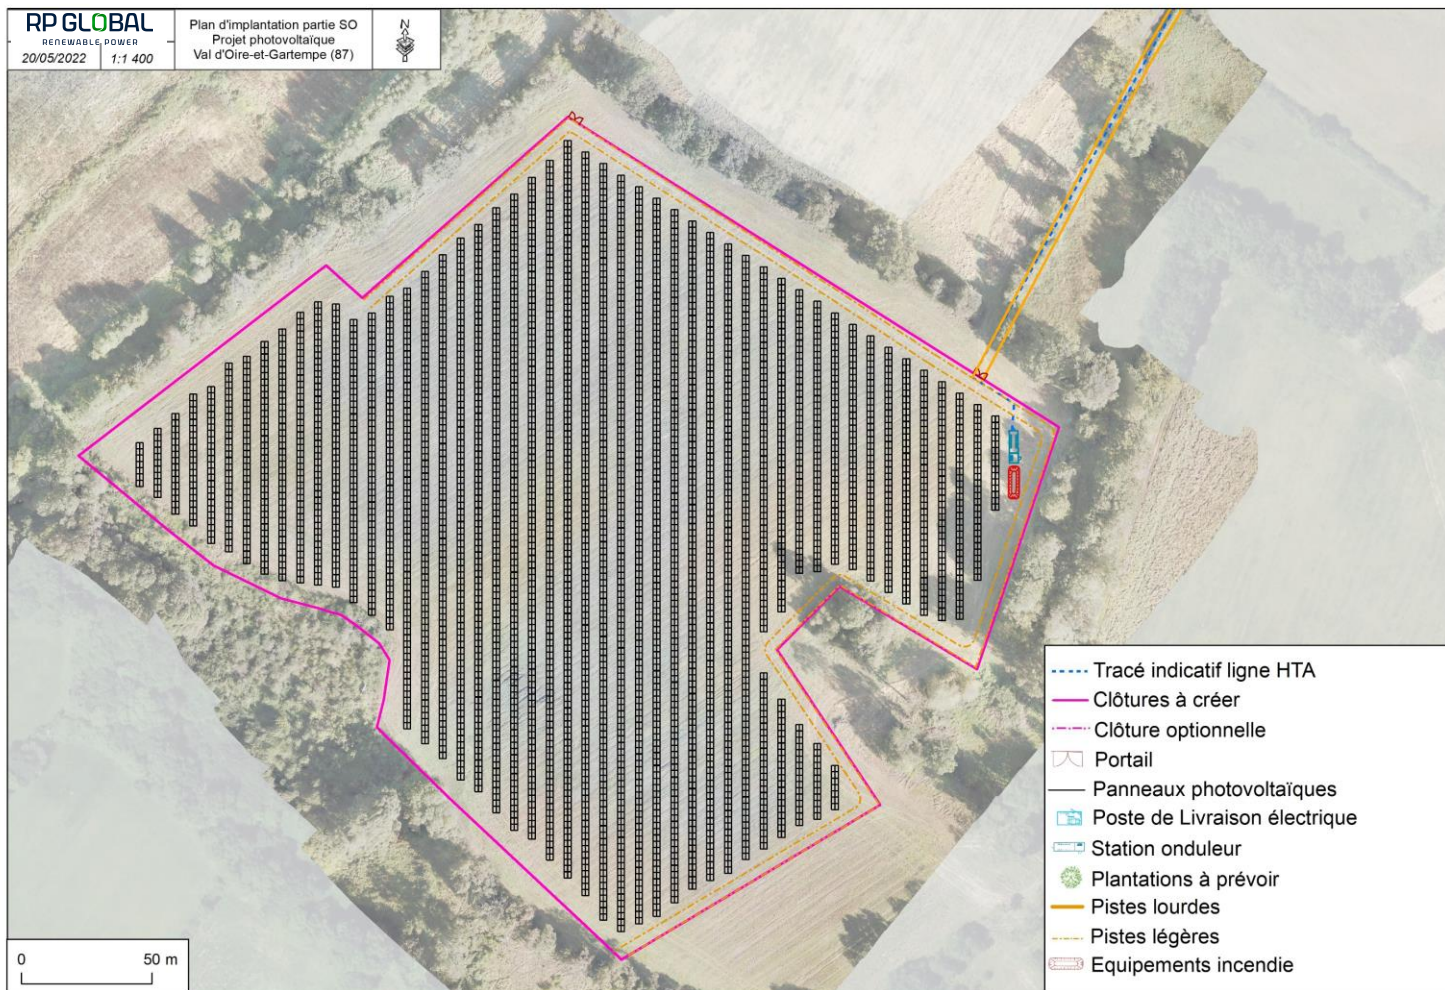 RP GLOBAL
RENEWABLE POWER
20/05/2022
1:1 400
Plan d'implantation partie SO
Projet photovoltaïque
Val d'Oire-et-Gartempe (87)
N
Tracé indicatif ligne HTA
Clôtures à créer
Clôture optionnelle
Portail
Panneaux photovoltaïques
Poste de Livraison électrique
Station onduleur
Plantations à prévoir
Pistes lourdes
Pistes légères
Equipements incendie
0 50 m